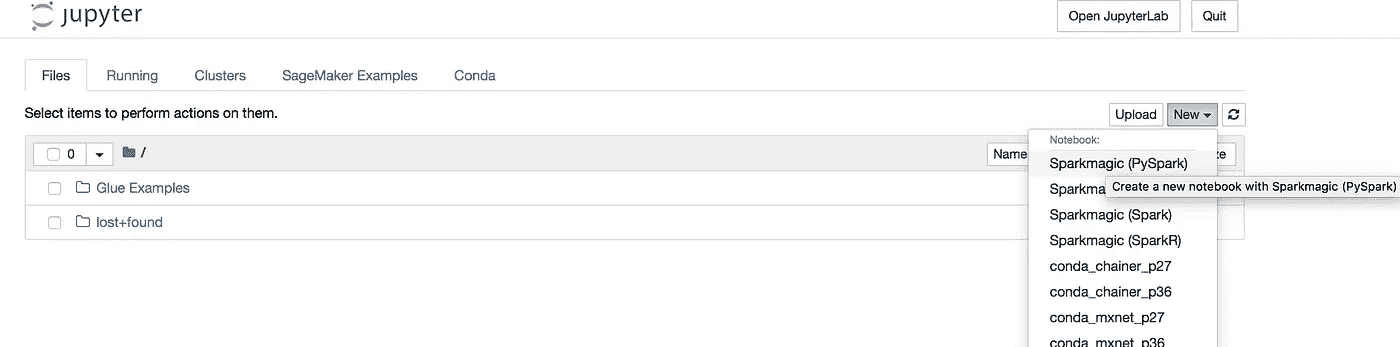 jupyter
Open JupyterLab
Quit
Files
Running
Clusters
SageMaker Examples
Conda
Select items to perform actions on them.
Upload
New
0
/
Name
ze
Notebook:
Sparkmagic (PySpark)
Create a new notebook with Sparkmagic (PySpark)
Sparkma
Sparkmagic (Spark)
Sparkmagic (SparkR)
conda_chainer_p27
conda_chainer_p36
conda_mxnet_p27
conda_mxnet_p36
Glue Examples
lost+found